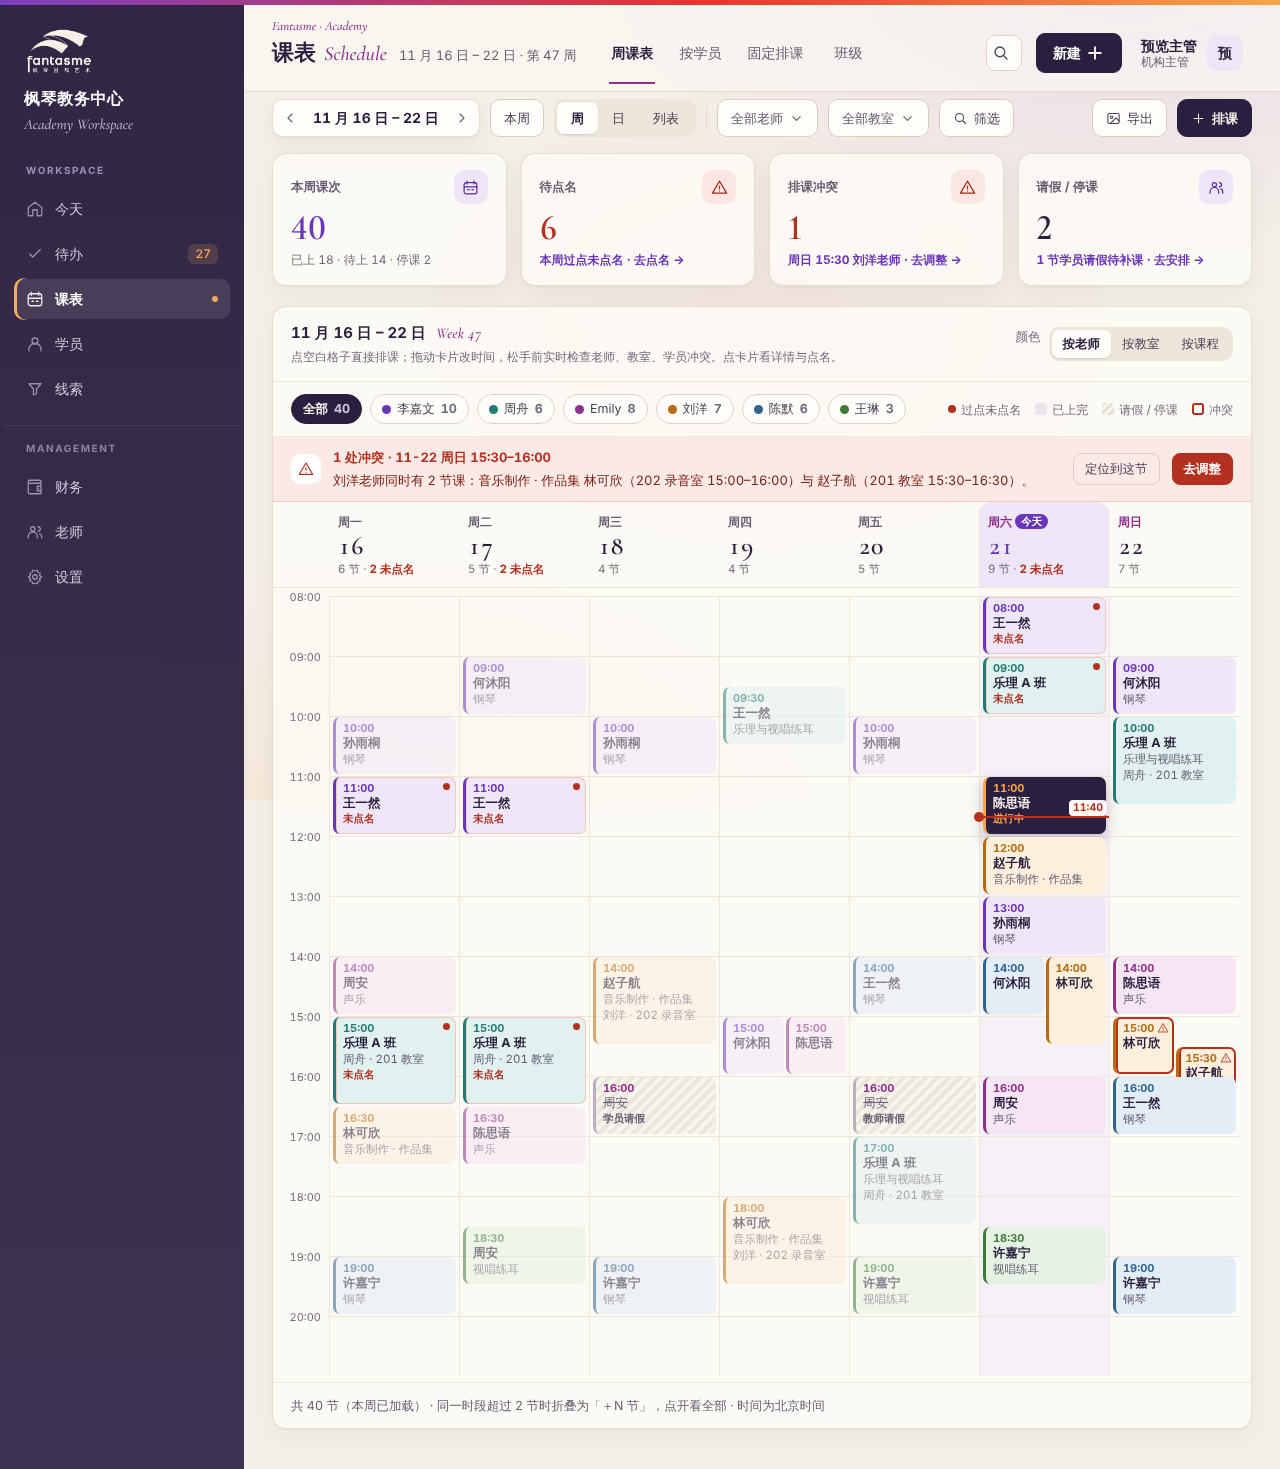 fantasme
枫琴国际艺术
枫琴教务中心
Academy Workspace
WORKSPACE
今天
待办 27
课表
学员
线索
MANAGEMENT
财务
老师
设置
Fantasme · Academy
课表 Schedule 11 月 16 日 – 22 日 · 第 47 周
周课表 按学员 固定排课 班级
新建
预览主管
机构主管
预
11 月 16 日 – 22 日
本周
周 日 列表
全部老师
全部教室
筛选
导出
排课
本周课次
40
已上 18 · 待上 14 · 停课 2
待点名
6
本周过点未点名 · 去点名 →
排课冲突
1
周日 15:30 刘洋老师 · 去调整 →
请假 / 停课
2
1 节学员请假待补课 · 去安排 →
11 月 16 日 – 22 日 Week 47
点空白格子直接排课；拖动卡片改时间，松手前实时检查老师、教室、学员冲突。点卡片看详情与点名。
颜色 按老师 按教室 按课程
全部 40 李嘉文 10 周舟 6 Emily 8 刘洋 7 陈默 6 王琳 3
过点未点名 已上完 请假 / 停课 冲突
1 处冲突 · 11-22 周日 15:30–16:00
刘洋老师同时有 2 节课：音乐制作 · 作品集 林可欣（202 录音室 15:00–16:00）与 赵子航（201 教室 15:30–16:30）。
定位到这节
去调整
周一
16
6 节 · 2 未点名
周二
17
5 节 · 2 未点名
周三
18
4 节
周四
19
4 节
周五
20
5 节
周六 今天
21
9 节 · 2 未点名
周日
22
7 节
08:00
09:00
10:00
11:00
12:00
13:00
14:00
15:00
16:00
17:00
18:00
19:00
20:00
10:00
孙雨桐
钢琴
11:00
王一然
未点名
14:00
周安
声乐
15:00
乐理 A 班
周舟 · 201 教室
未点名
16:30
林可欣
音乐制作 · 作品集
19:00
许嘉宁
钢琴
09:00
何沐阳
钢琴
11:00
王一然
未点名
15:00
乐理 A 班
周舟 · 201 教室
未点名
16:30
陈思语
声乐
18:30
周安
视唱练耳
10:00
孙雨桐
钢琴
14:00
赵子航
音乐制作 · 作品集
刘洋 · 202 录音室
16:00
周安
学员请假
19:00
许嘉宁
钢琴
09:30
王一然
乐理与视唱练耳
15:00
何沐阳
15:00
陈思语
18:00
林可欣
音乐制作 · 作品集
刘洋 · 202 录音室
10:00
孙雨桐
钢琴
14:00
王一然
钢琴
16:00
周安
教师请假
17:00
乐理 A 班
乐理与视唱练耳
周舟 · 201 教室
19:00
许嘉宁
视唱练耳
08:00
王一然
未点名
09:00
乐理 A 班
未点名
11:00
陈思语
进行中
11:40
12:00
赵子航
音乐制作 · 作品集
13:00
孙雨桐
钢琴
14:00
何沐阳
14:00
林可欣
16:00
周安
声乐
18:30
许嘉宁
视唱练耳
09:00
何沐阳
钢琴
10:00
乐理 A 班
乐理与视唱练耳
周舟 · 201 教室
14:00
陈思语
声乐
15:00
林可欣
15:30
赵子航
16:00
王一然
钢琴
19:00
许嘉宁
钢琴
共 40 节（本周已加载） · 同一时段超过 2 节时折叠为「＋N 节」，点开看全部 · 时间为北京时间